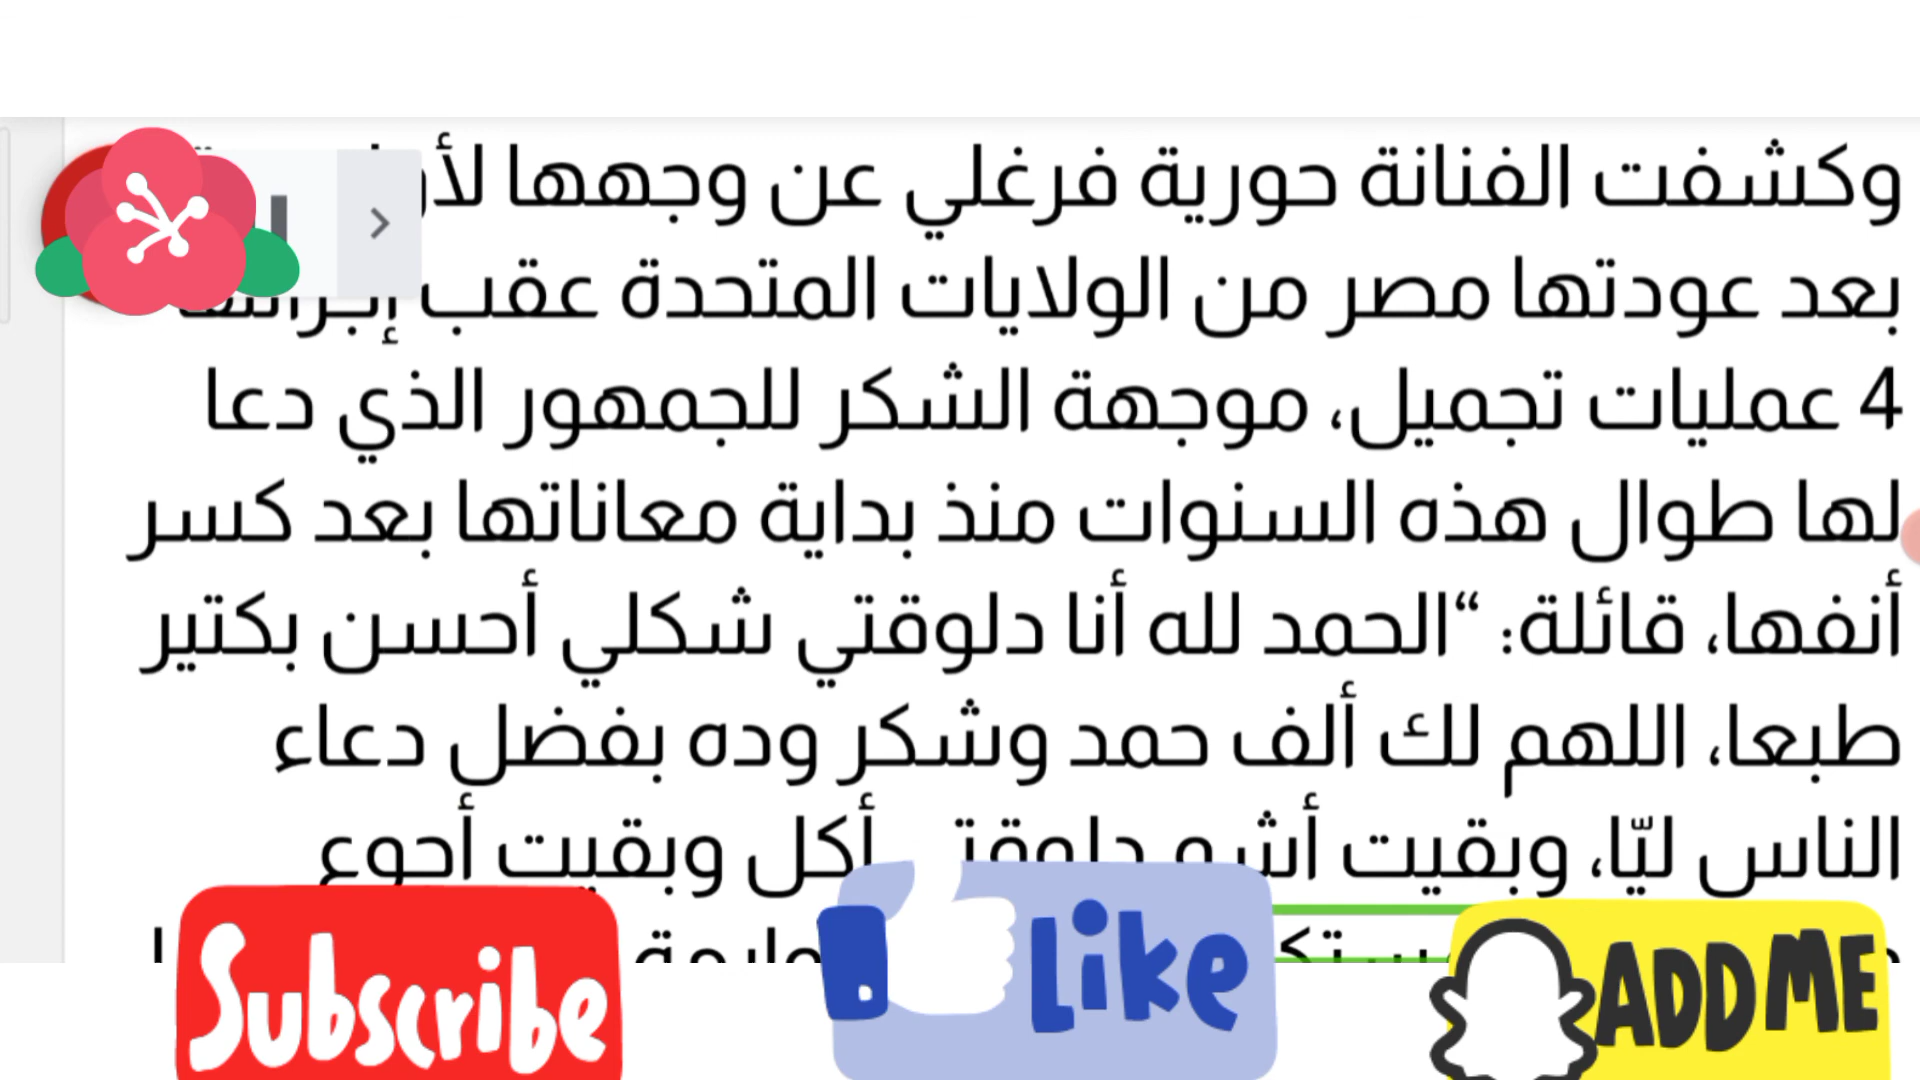 وكشفت الفنانة حورية فرغلي عن وجهها
بعد عودتها مصر من الولايات المتحدة عقب
4 عمليات تجميل، موجهة الشكر للجمهور الذي دعا
لها طوال هذه السنوات منذ بداية معاناتها بعد كسر
أنفها، قائلة: “الحمد لله أنا دلوقتي شكلي أحسن بكتير
طبعا، اللهم لك ألف حمد وشكر وده بفضل دعاء
الناس ليّا، وبقيت أشم دلوقتي أكل وبقيت أجوع
Subscribe
Like
ADD ME